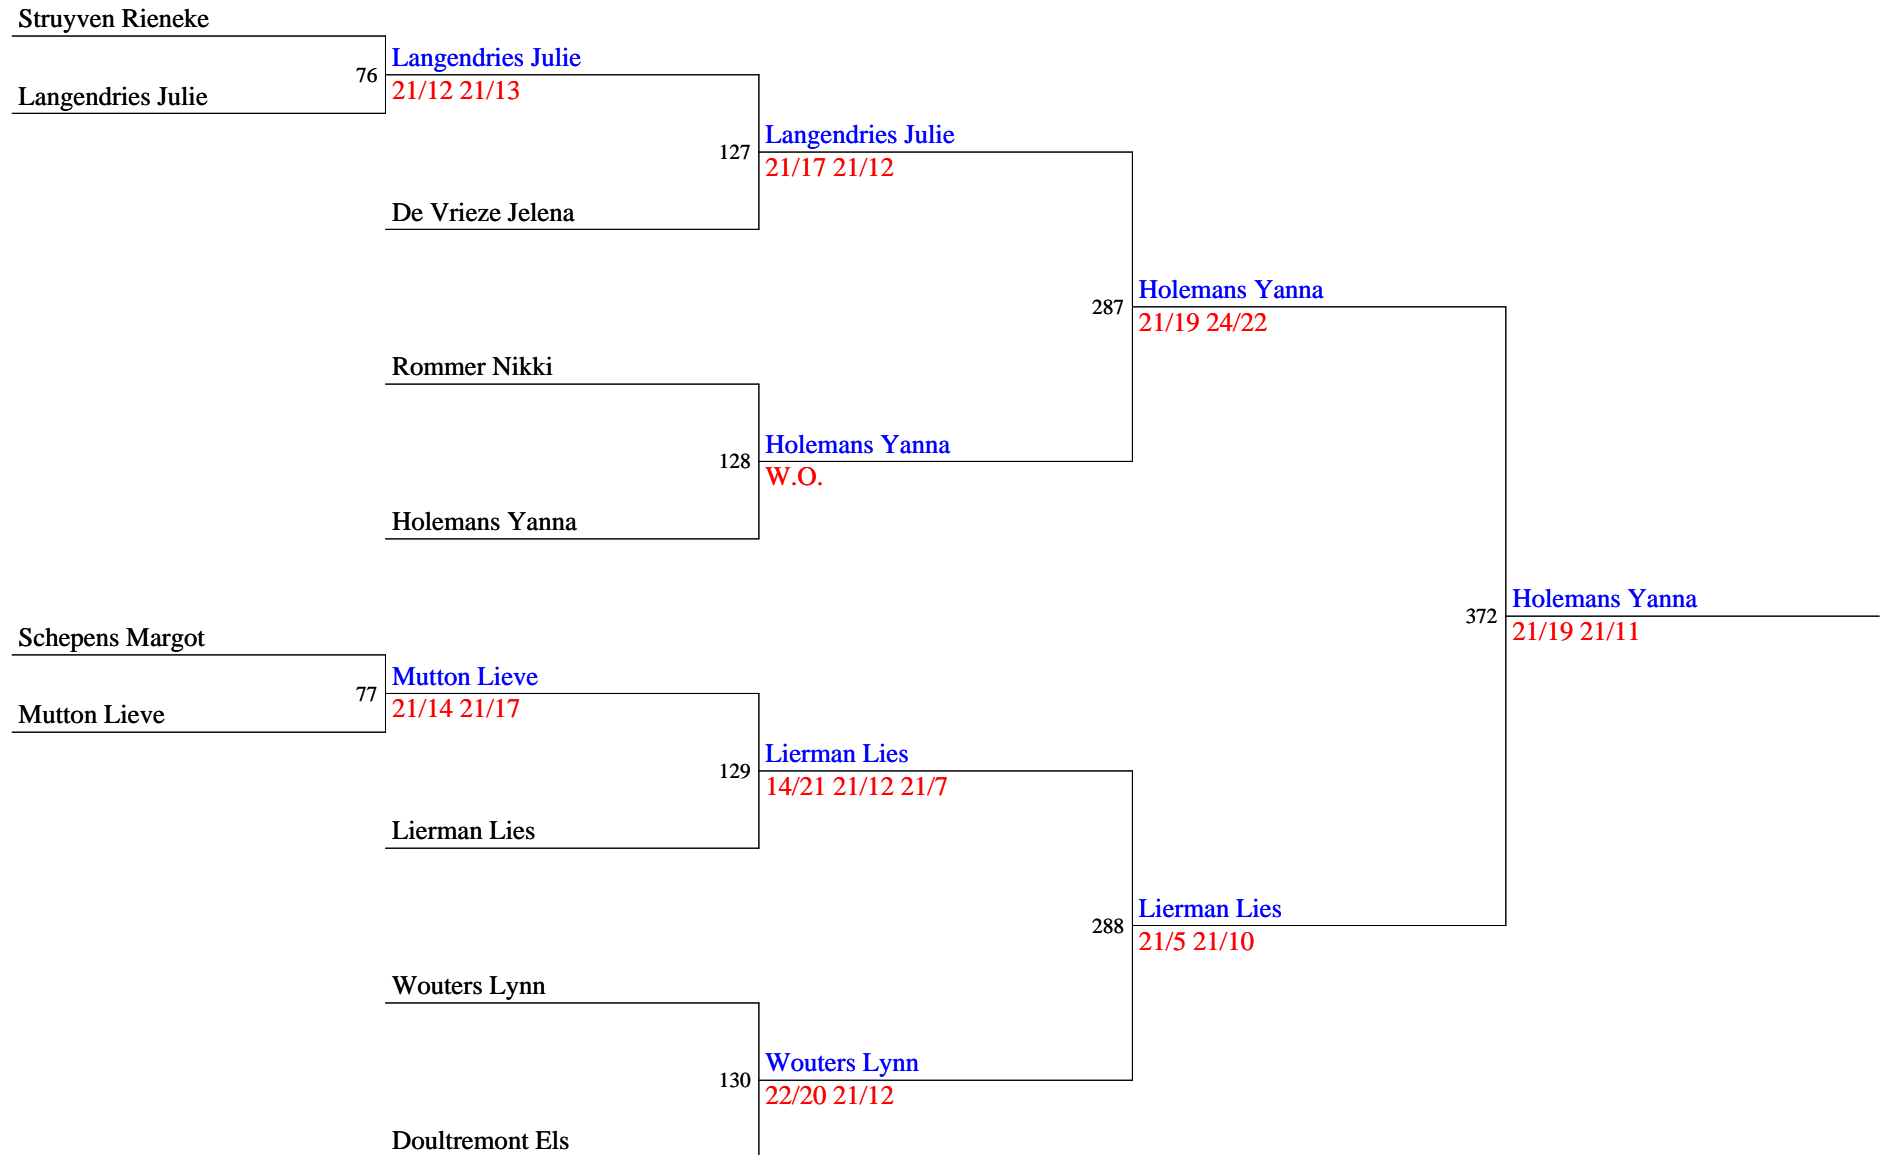 Struyven Rieneke
76
Langendries Julie
21/12 21/13
Langendries Julie
127
Langendries Julie
21/17 21/12
De Vrieze Jelena
287
Holemans Yanna
21/19 24/22
Rommer Nikki
128
Holemans Yanna
W.O.
Holemans Yanna
372
Holemans Yanna
21/19 21/11
Schepens Margot
77
Mutton Lieve
21/14 21/17
Mutton Lieve
129
Lierman Lies
14/21 21/12 21/7
Lierman Lies
288
Lierman Lies
21/5 21/10
Wouters Lynn
130
Wouters Lynn
22/20 21/12
Doultremont Els